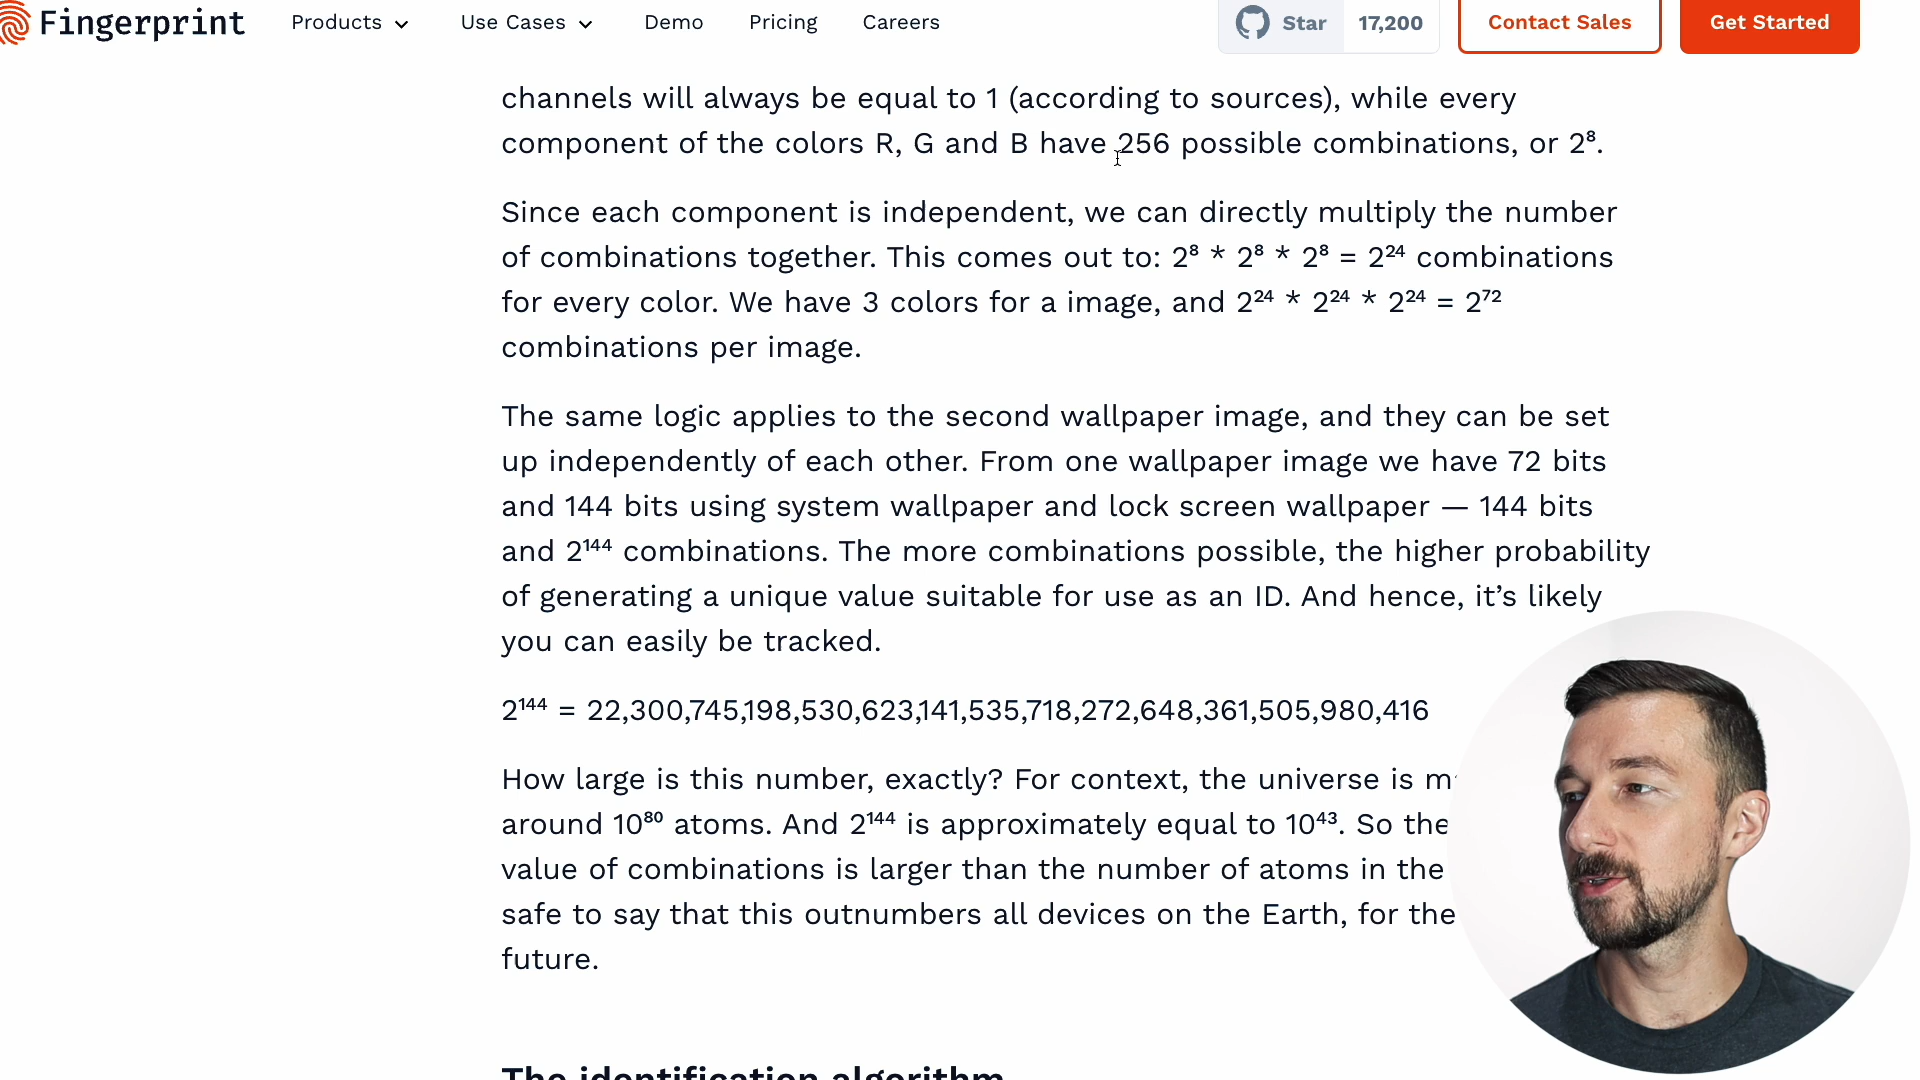 Fingerprint Products Use Cases Demo Pricing Careers Star 17,200 Contact Sales Get Started
channels will always be equal to 1 (according to sources), while every
component of the colors R, G and B have 256 possible combinations, or 2⁸.
Since each component is independent, we can directly multiply the number
of combinations together. This comes out to: 2⁸ * 2⁸ * 2⁸ = 2²⁴ combinations
for every color. We have 3 colors for a image, and 2²⁴ * 2²⁴ * 2²⁴ = 2⁷²
combinations per image.
The same logic applies to the second wallpaper image, and they can be set
up independently of each other. From one wallpaper image we have 72 bits
and 144 bits using system wallpaper and lock screen wallpaper — 144 bits
and 2¹⁴⁴ combinations. The more combinations possible, the higher probability
of generating a unique value suitable for use as an ID. And hence, it’s likely
you can easily be tracked.
2¹⁴⁴ = 22,300,745,198,530,623,141,535,718,272,648,361,505,980,416
How large is this number, exactly? For context, the universe is
around 10⁸⁰ atoms. And 2¹⁴⁴ is approximately equal to 10⁴³. So the
value of combinations is larger than the number of atoms in the
safe to say that this outnumbers all devices on the Earth, for the
future.
The identification algorithm